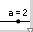 a = 2